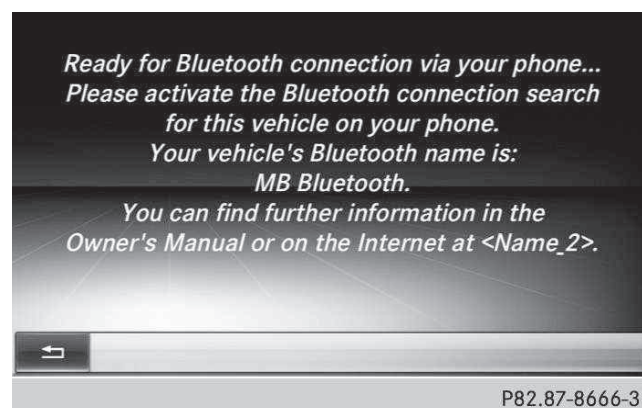 Ready for Bluetooth connection via your phone...
Please activate the Bluetooth connection search
for this vehicle on your phone.
Your vehicle's Bluetooth name is:
MB Bluetooth.
You can find further information in the
Owner's Manual or on the Internet at <Name_2>.
P82.87-8666-3